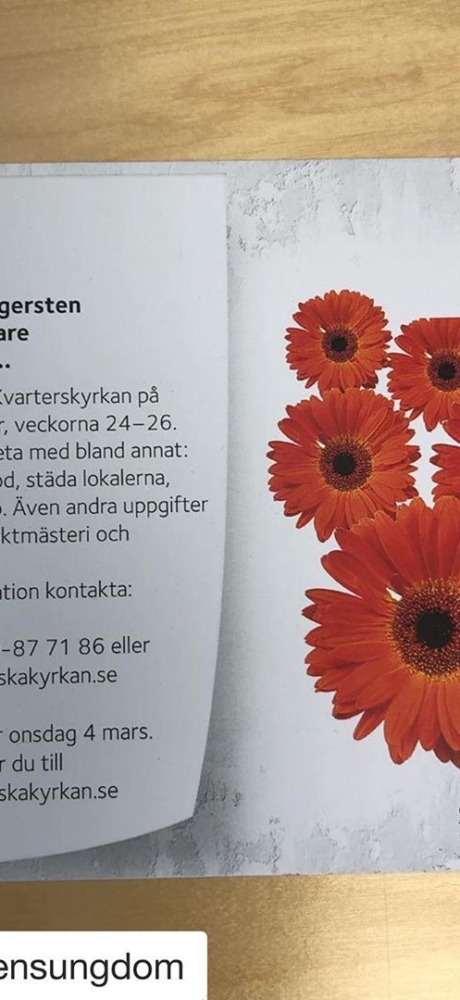 gersten
are
..
Kvarterskyrkan på
r, veckorna 24–26.
eta med bland annat:
od, städa lokalerna,
o. Även andra uppgifter
ktmästeri och
ation kontakta:
-87 71 86 eller
skakyrkan.se
r onsdag 4 mars.
r du till
skakyrkan.se
ensungdom